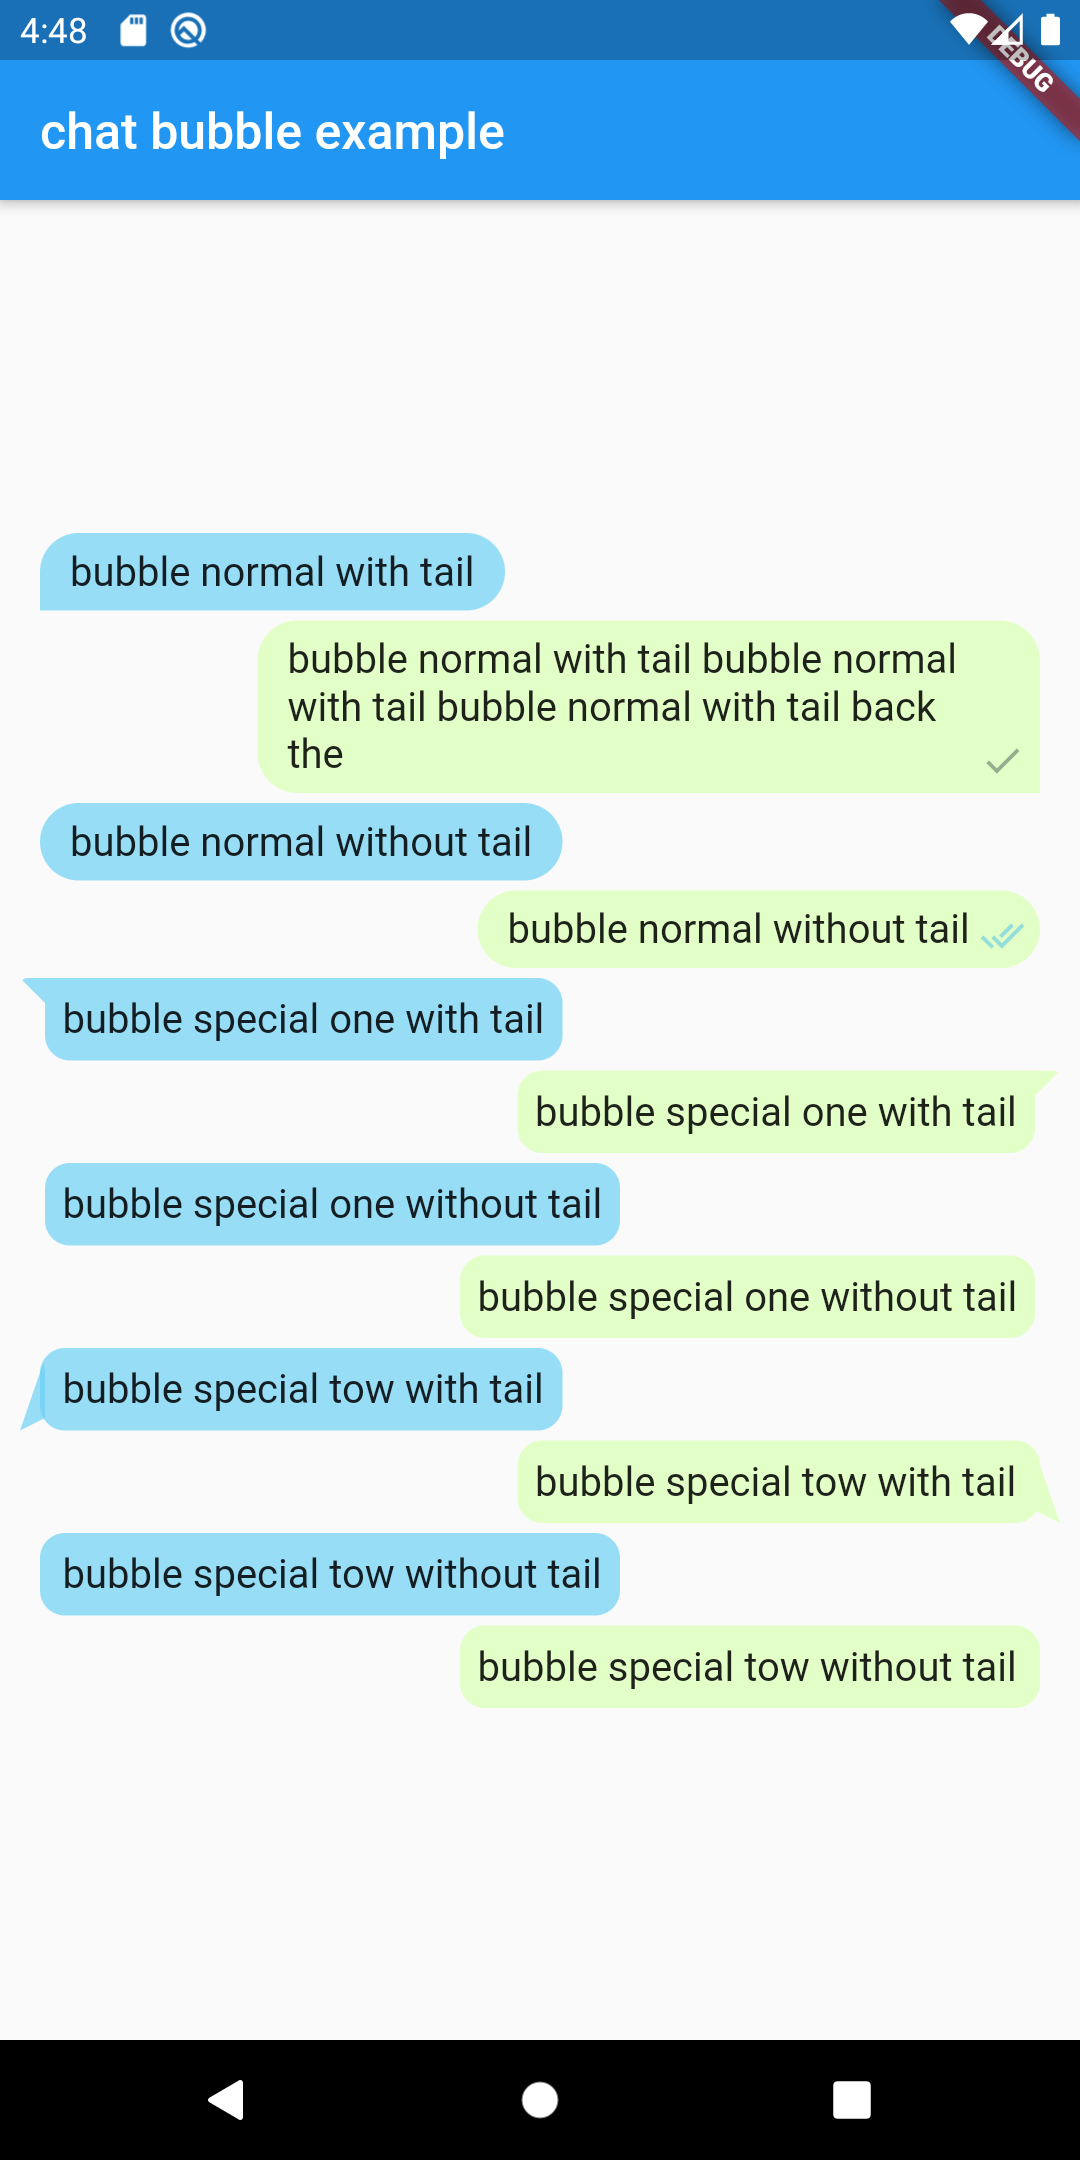 4:48
DEBUG
chat bubble example
bubble normal with tail
bubble normal with tail bubble normal
with tail bubble normal with tail back
the
bubble normal without tail
bubble normal without tail
bubble special one with tail
bubble special one with tail
bubble special one without tail
bubble special one without tail
bubble special tow with tail
bubble special tow with tail
bubble special tow without tail
bubble special tow without tail